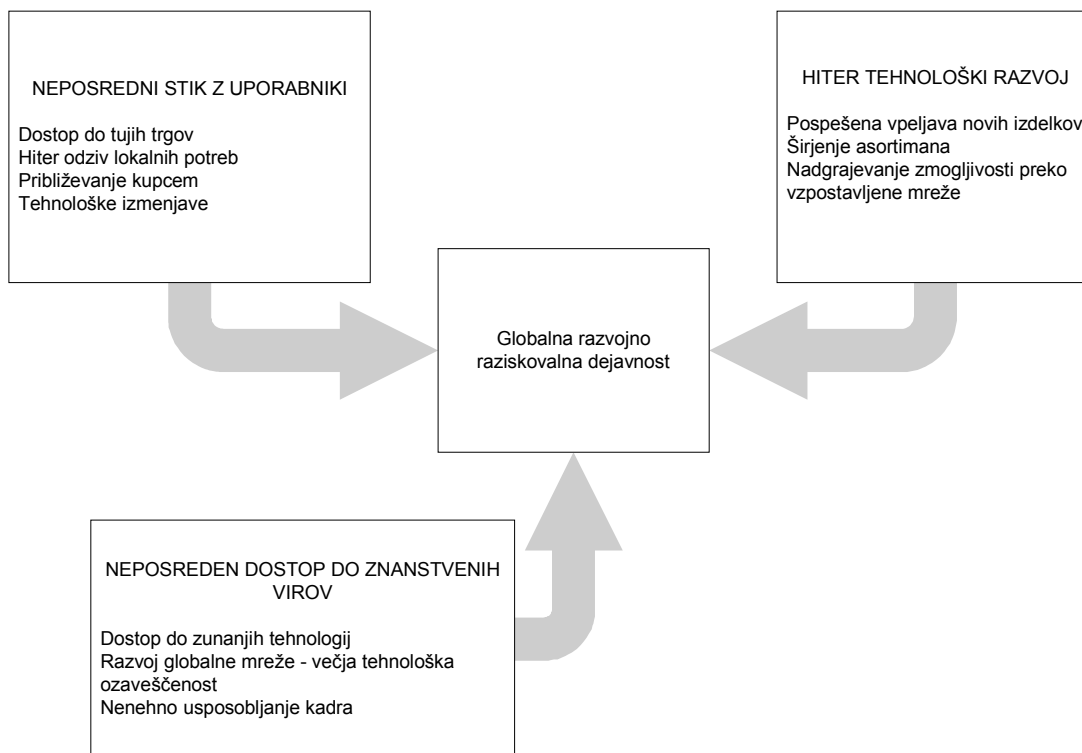 NEPOSREDNI STIK Z UPORABNIKI
Dostop do tujih trgov
Hiter odziv lokalnih potreb
Približevanje kupcem
Tehnološke izmenjave
HITER TEHNOLOŠKI RAZVOJ
Pospešena vpeljava novih izdelkov
Širjenje asortimana
Nadgrajevanje zmogljivosti preko
vzpostavljene mreže
Globalna razvojno
raziskovalna dejavnost
NEPOSREDEN DOSTOP DO ZNANSTVENIH
VIROV
Dostop do zunanjih tehnologij
Razvoj globalne mreže - večja tehnološka
ozaveščenost
Nenehno usposobljanje kadra